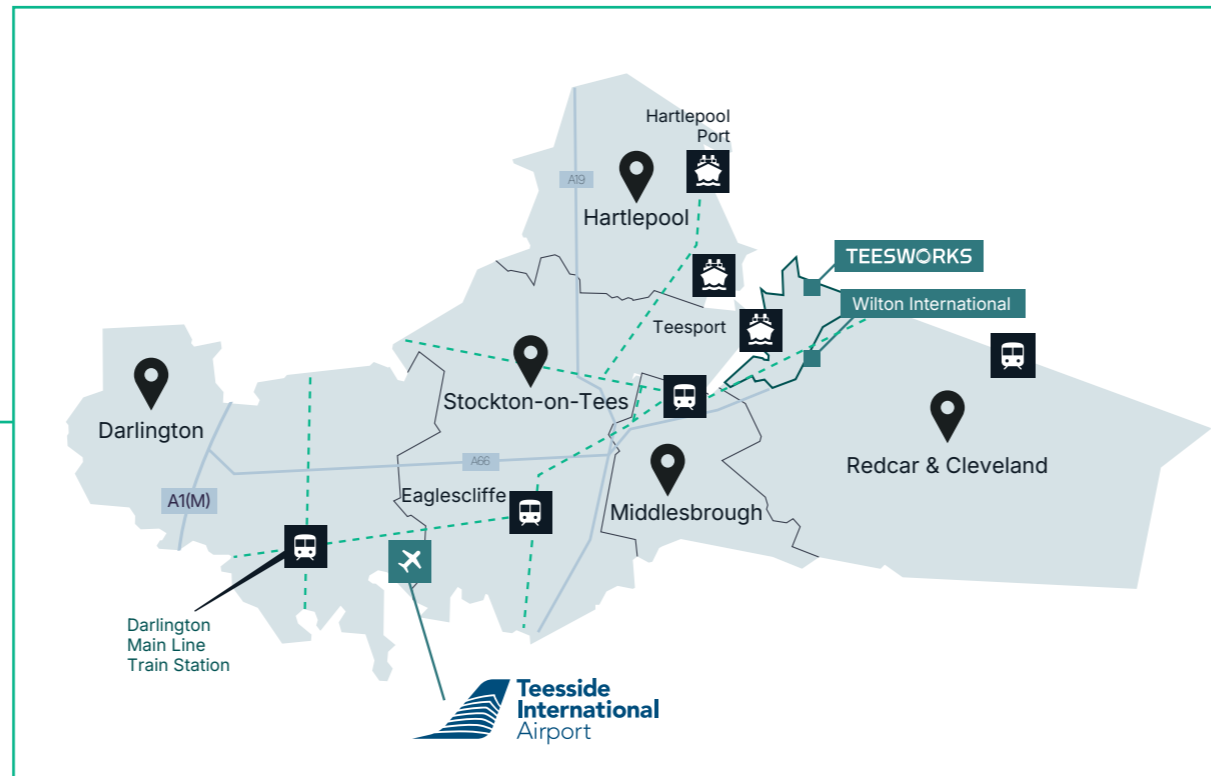 Hartlepool
Port
A19
Hartlepool
TEESWORKS
Wilton International
Teesport
Darlington
Stockton-on-Tees
Redcar & Cleveland
A66
A1(M)
Eaglescliffe
Middlesbrough
Darlington
Main Line
Train Station
Teesside
International
Airport